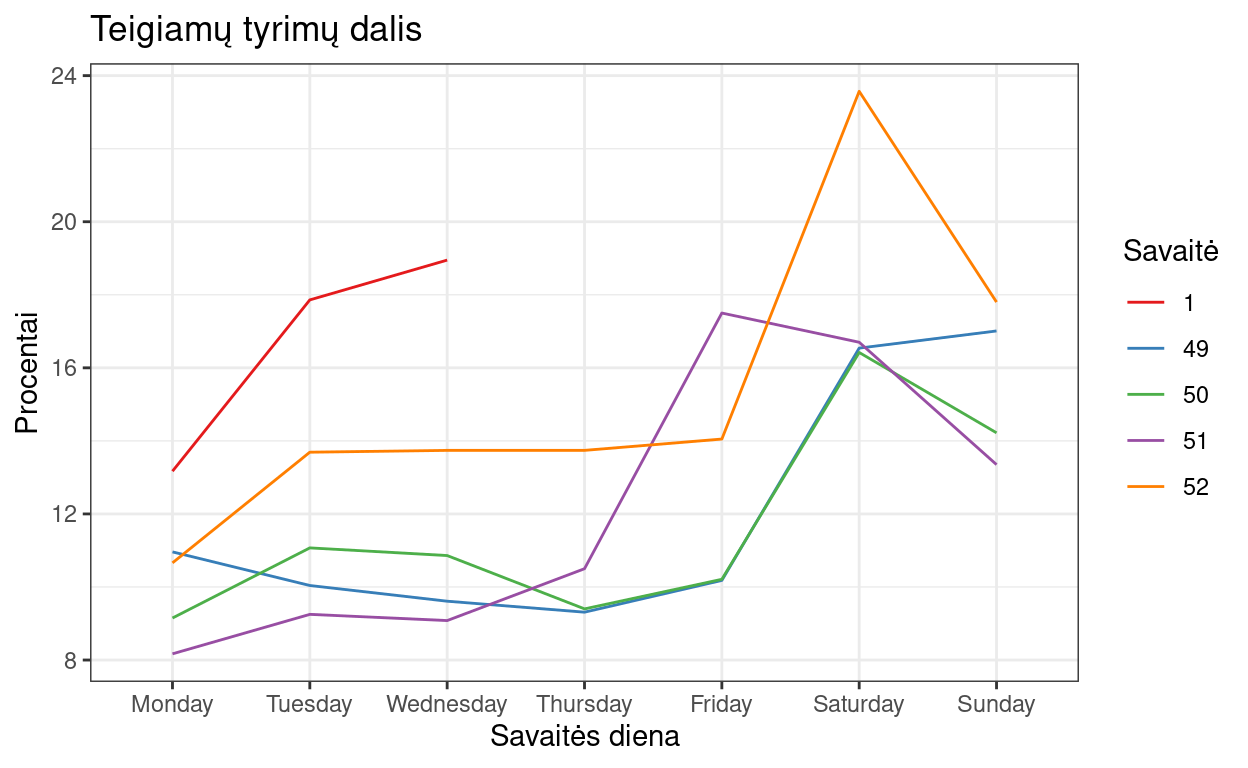 Teigiamų tyrimų dalis
Procentai
24
20
16
12
8
Monday Tuesday Wednesday Thursday Friday Saturday Sunday
Savaitės diena
Savaitė
1
49
50
51
52